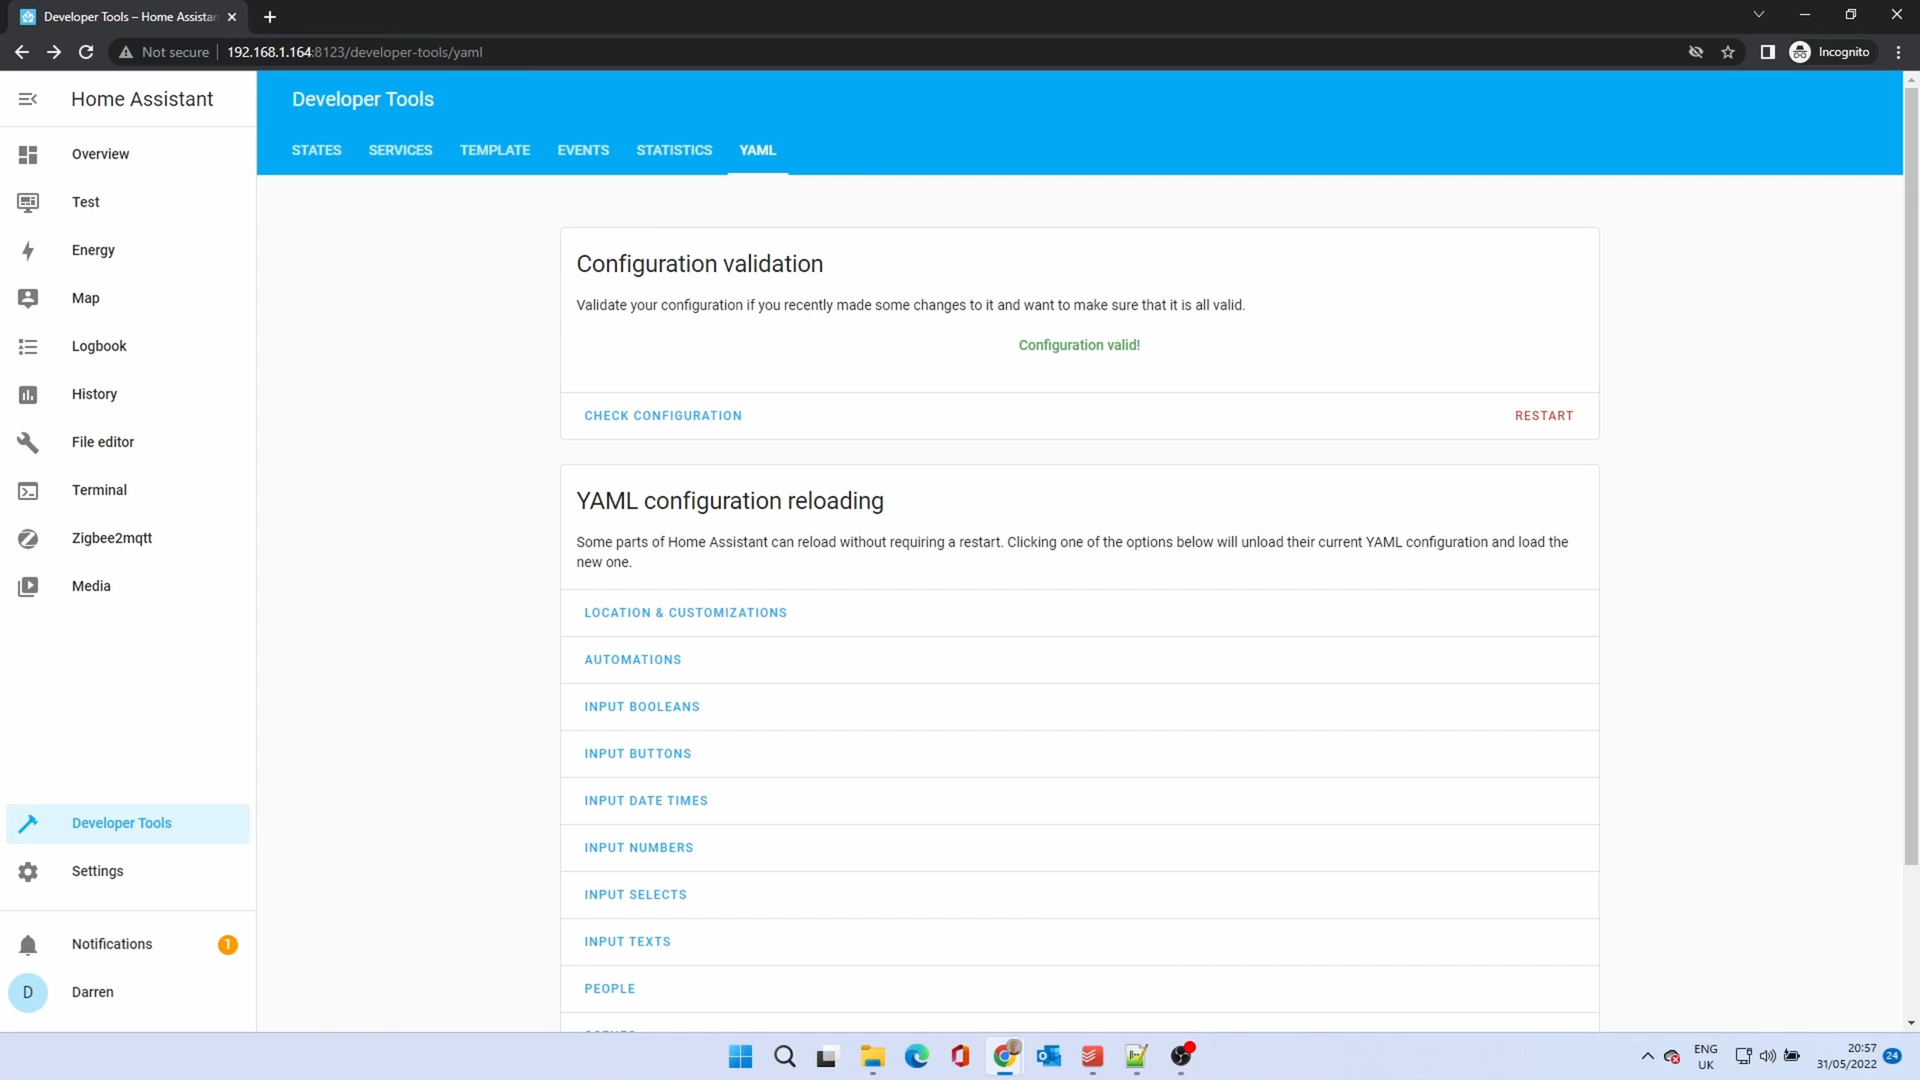 Developer Tools – Home Assistan
Not secure
192.168.1.164:8123/developer-tools/yaml
Incognito
Home Assistant
Overview
Test
Energy
Map
Logbook
History
File editor
Terminal
Zigbee2mqtt
Media
Developer Tools
Settings
Notifications
1
D
Darren
Developer Tools
STATES
SERVICES
TEMPLATE
EVENTS
STATISTICS
YAML
Configuration validation
Validate your configuration if you recently made some changes to it and want to make sure that it is all valid.
Configuration valid!
CHECK CONFIGURATION
RESTART
YAML configuration reloading
Some parts of Home Assistant can reload without requiring a restart. Clicking one of the options below will unload their current YAML configuration and load the
new one.
LOCATION & CUSTOMIZATIONS
AUTOMATIONS
INPUT BOOLEANS
INPUT BUTTONS
INPUT DATE TIMES
INPUT NUMBERS
INPUT SELECTS
INPUT TEXTS
PEOPLE
ENG
UK
20:57
31/05/2022
24